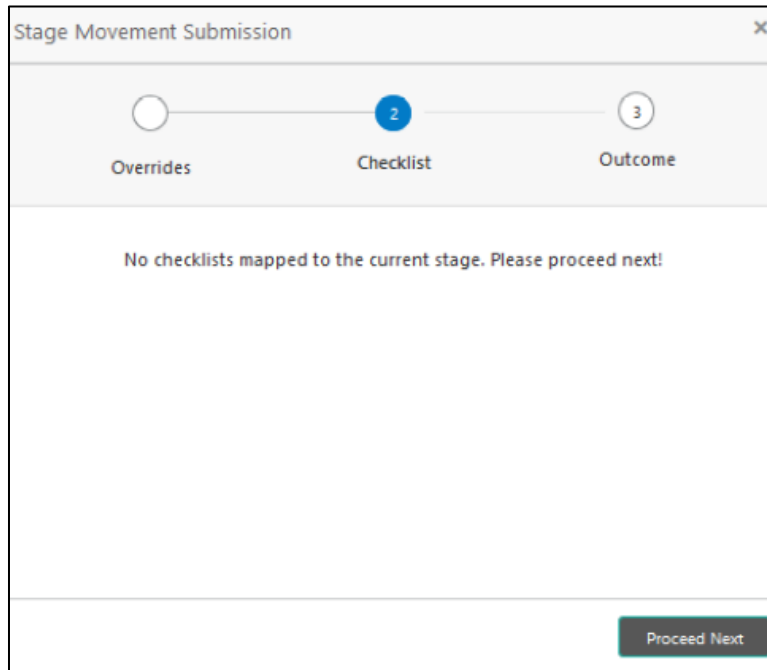 Stage Movement Submission
×
2
3
Overrides
Checklist
Outcome
No checklists mapped to the current stage. Please proceed next!
Proceed Next